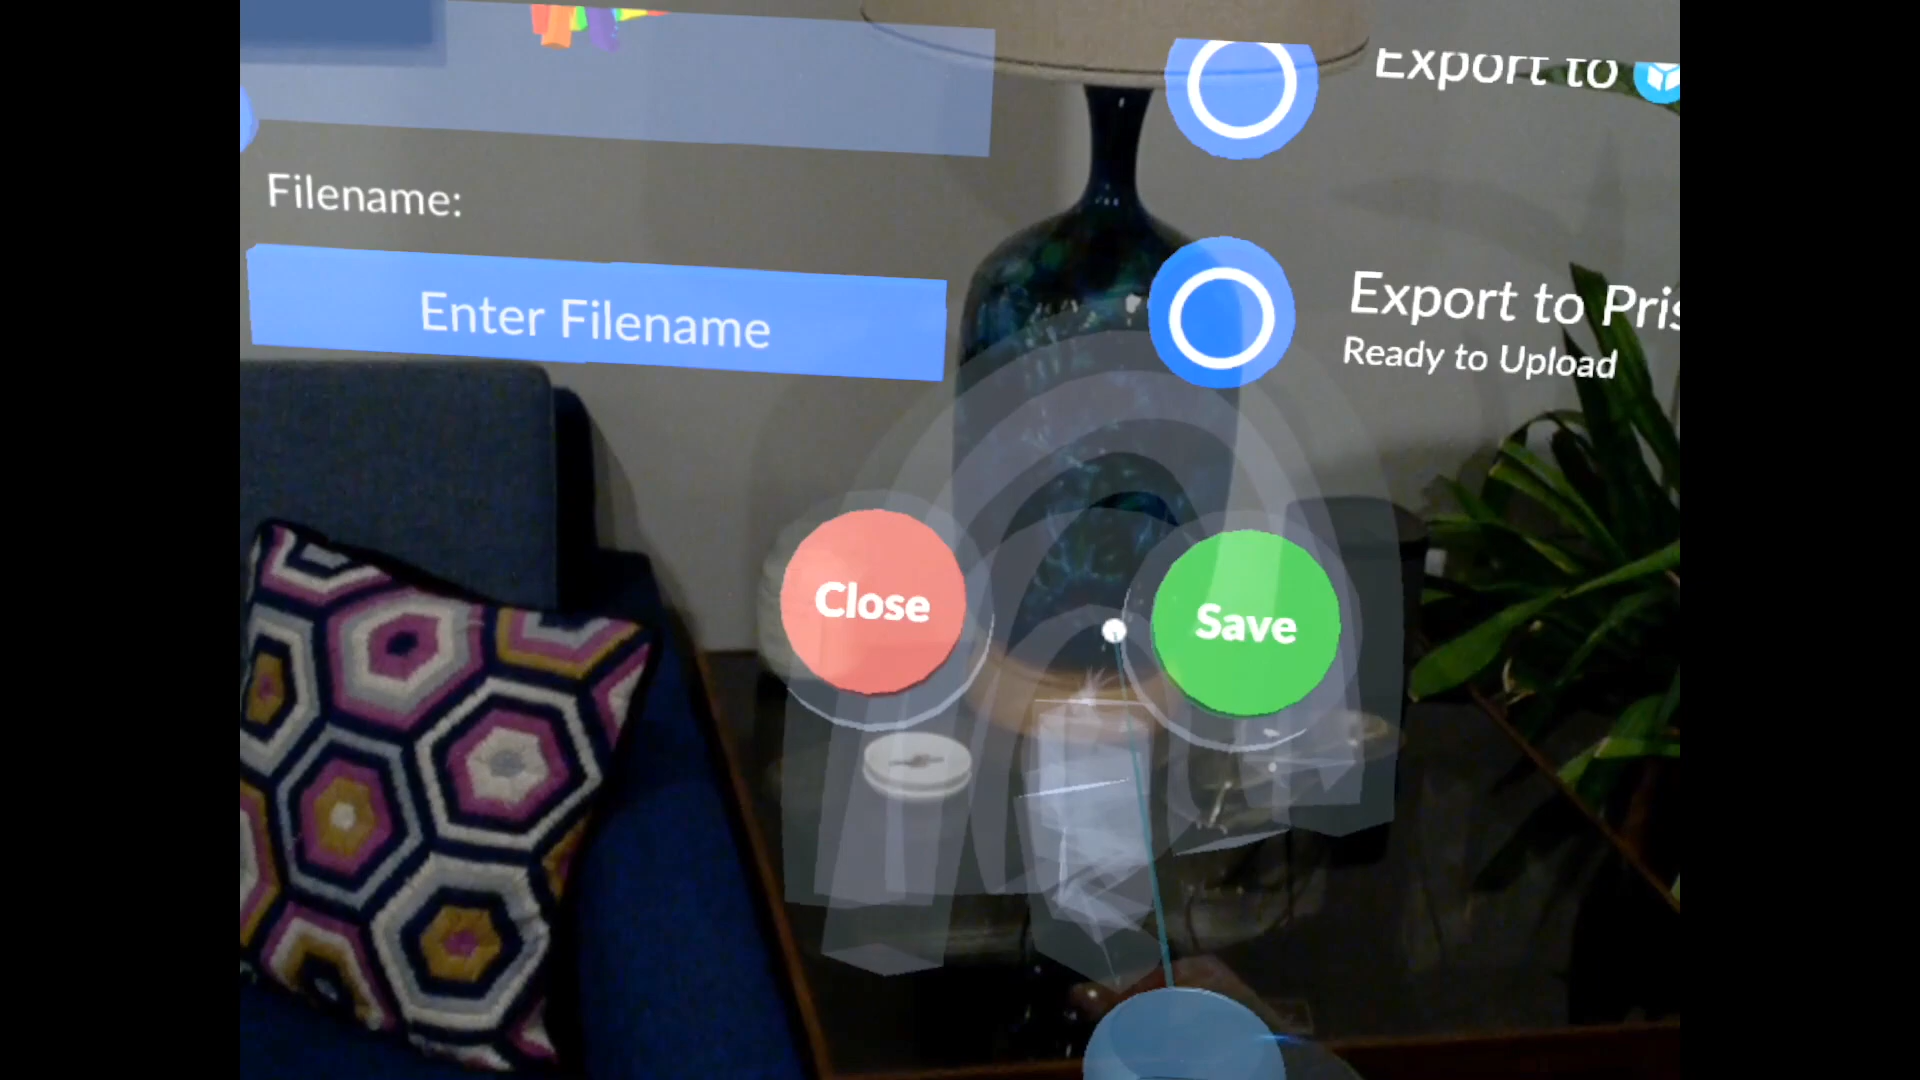 Export to
Filename:
Enter Filename
Export to
Ready to Upload
Close
Save